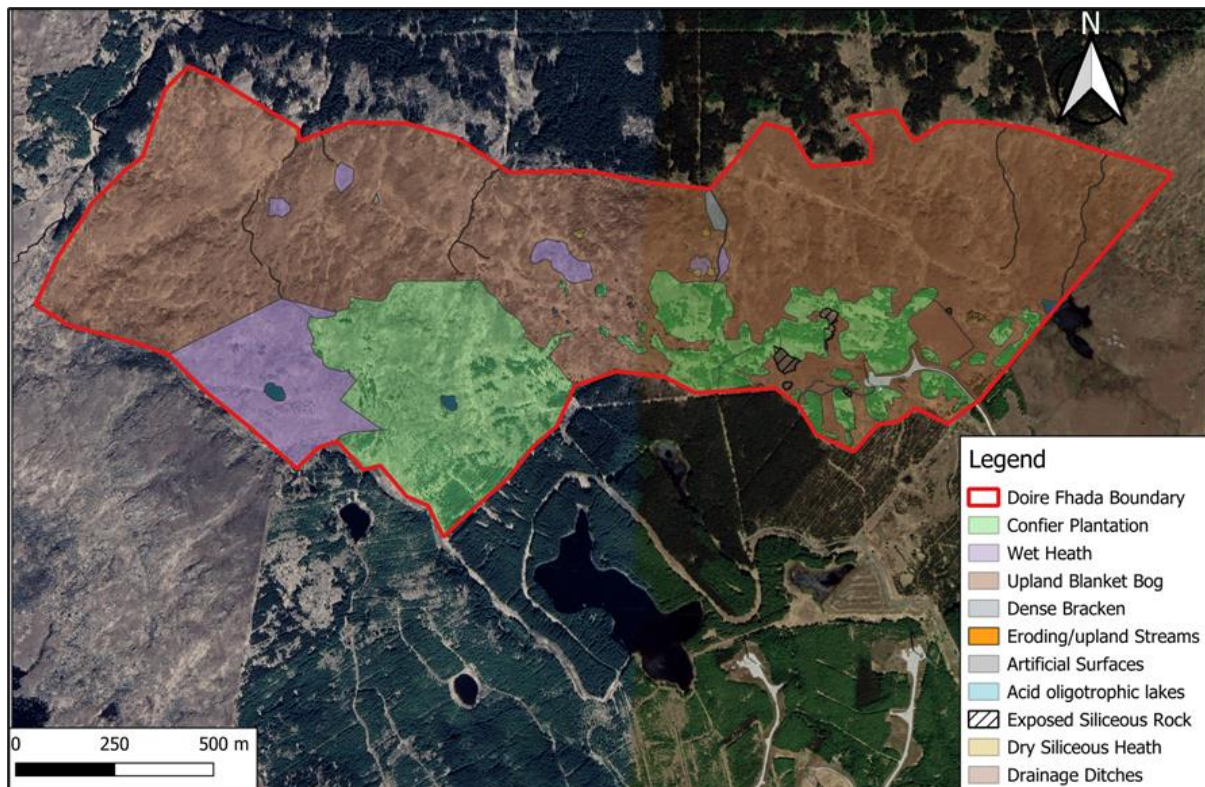 N
Legend
Doire Fhada Boundary
Confier Plantation
Wet Heath
Upland Blanket Bog
Dense Bracken
Eroding/upland Streams
Artificial Surfaces
Acid oligotrophic lakes
Exposed Siliceous Rock
Dry Siliceous Heath
Drainage Ditches
0 250 500 m